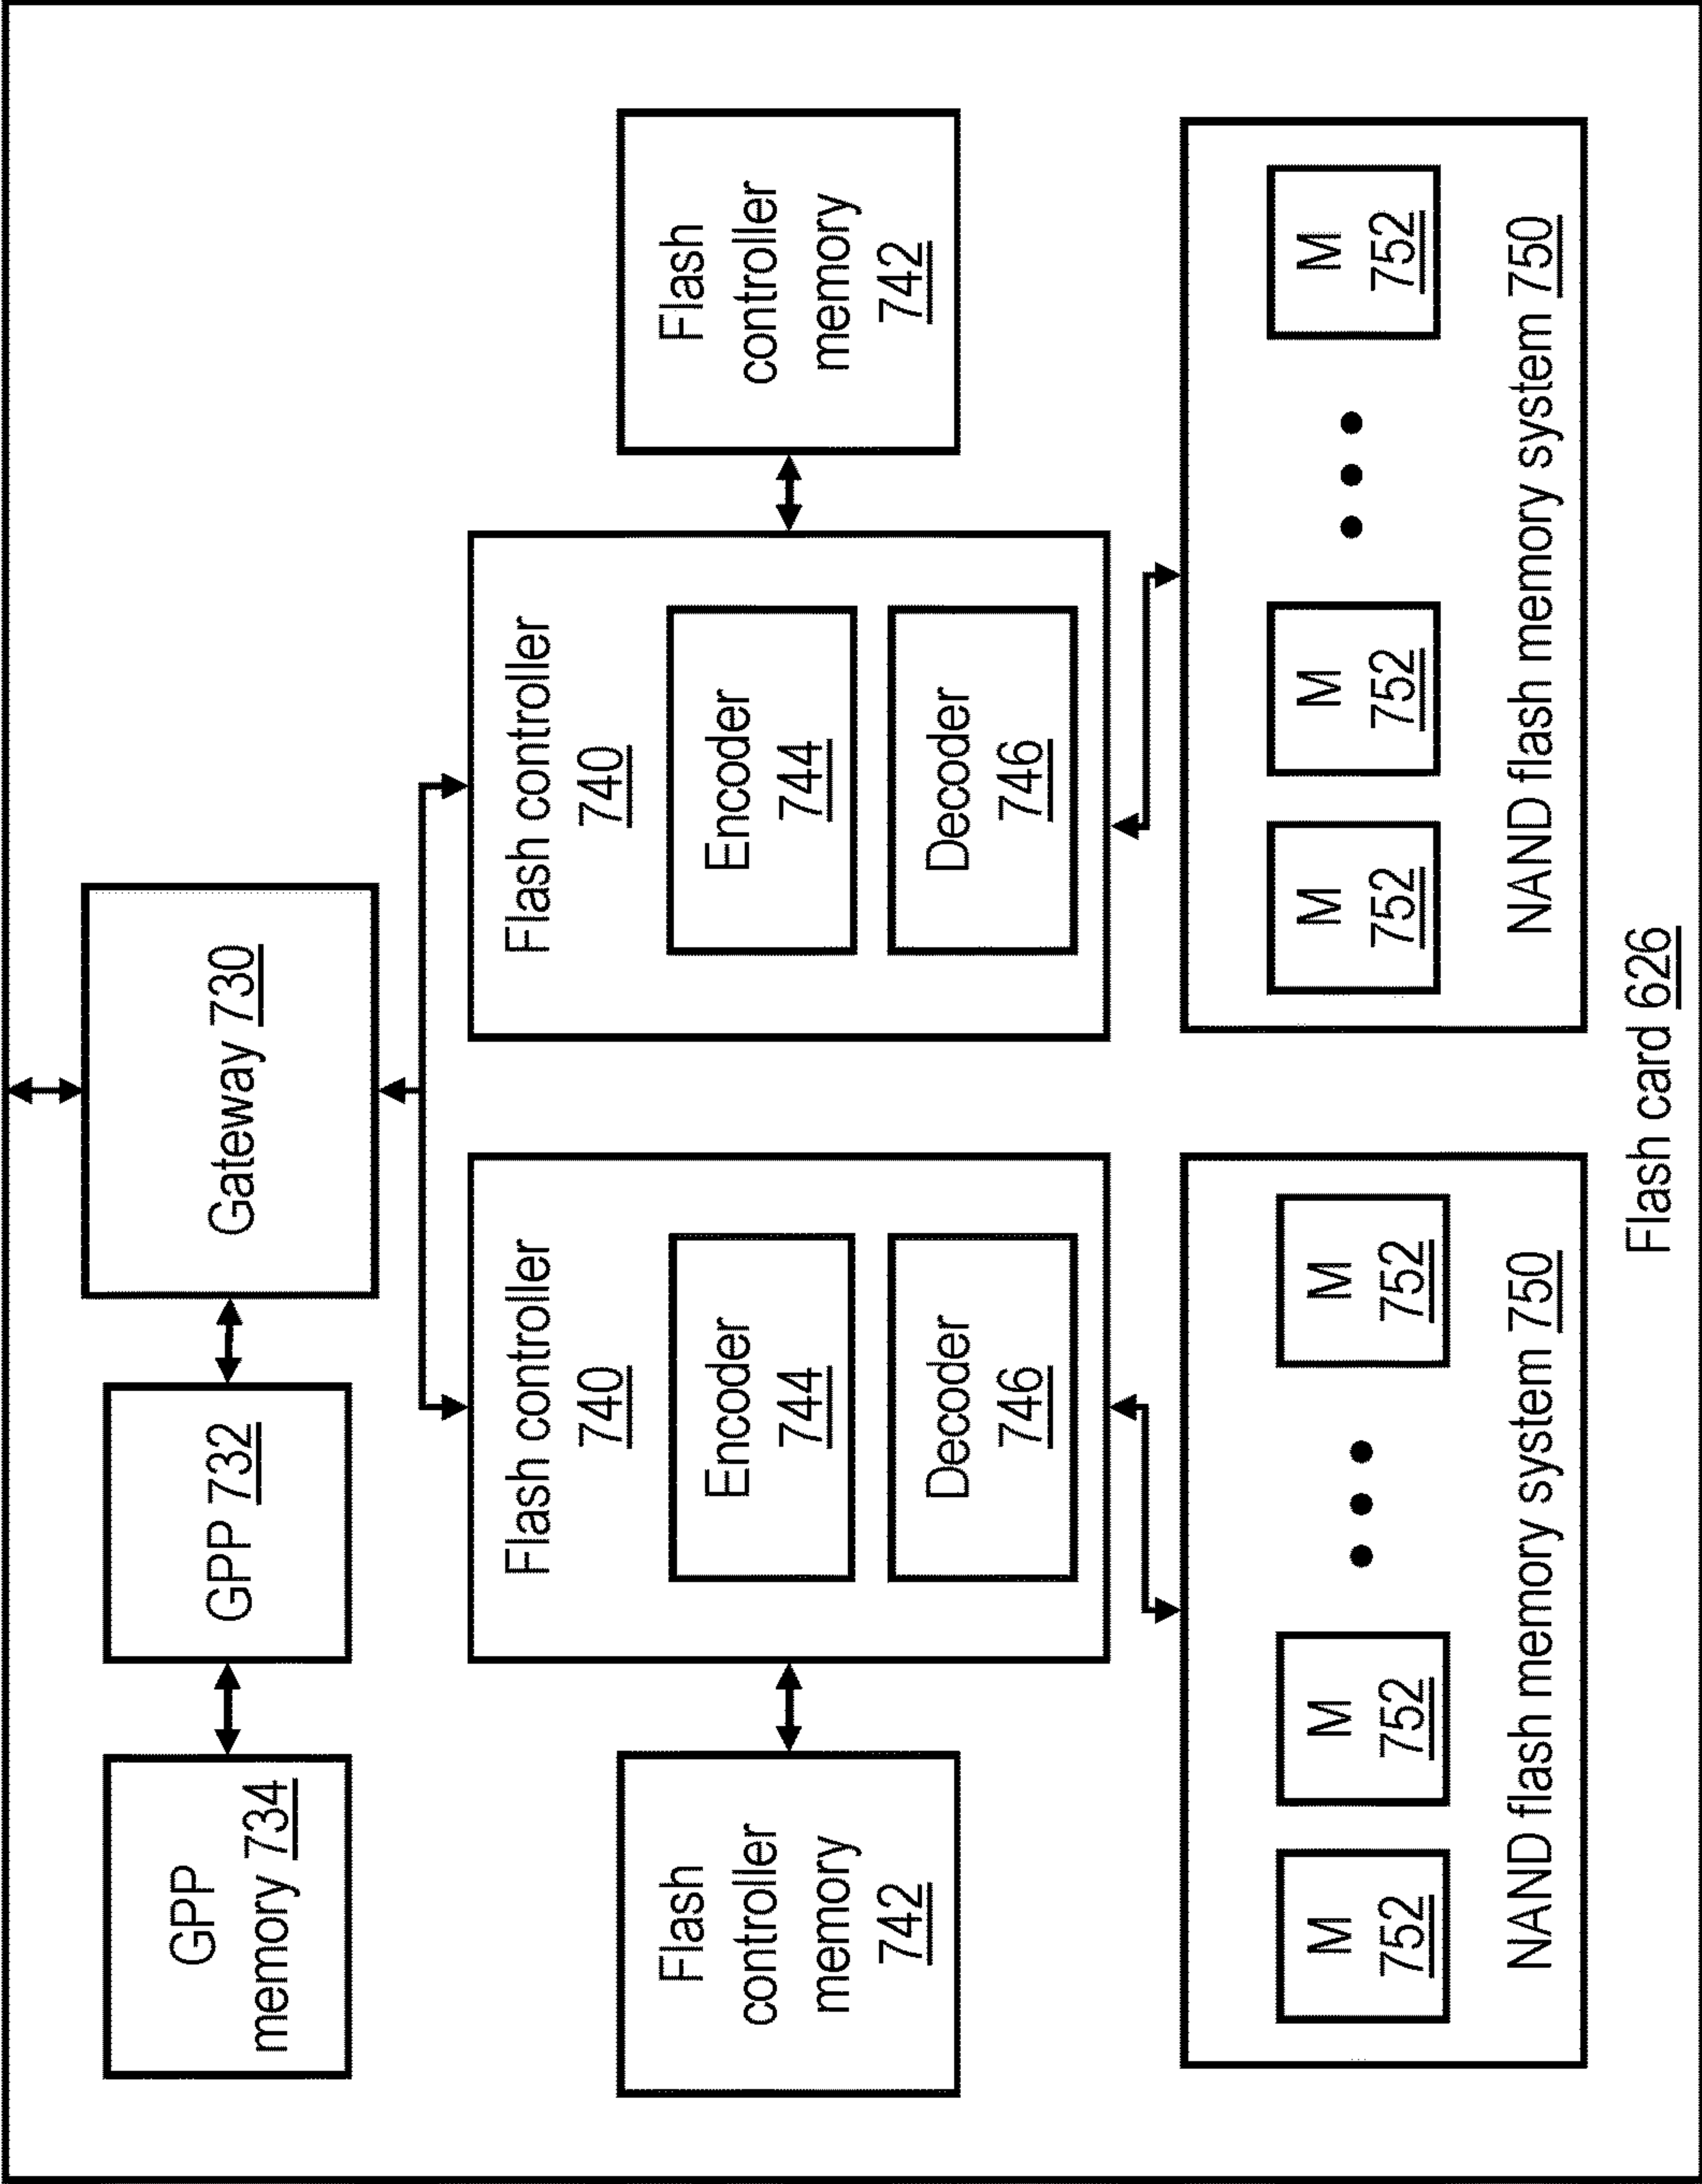 GPP
memory 734
GPP 732
Gateway 730
Flash
controller
memory
742
Flash controller
740
Encoder
744
Decoder
746
Flash controller
740
Encoder
744
Decoder
746
Flash
controller
memory
742
M
752
M
752
M
752
NAND flash memory system 750
M
752
M
752
M
752
NAND flash memory system 750
Flash card 626